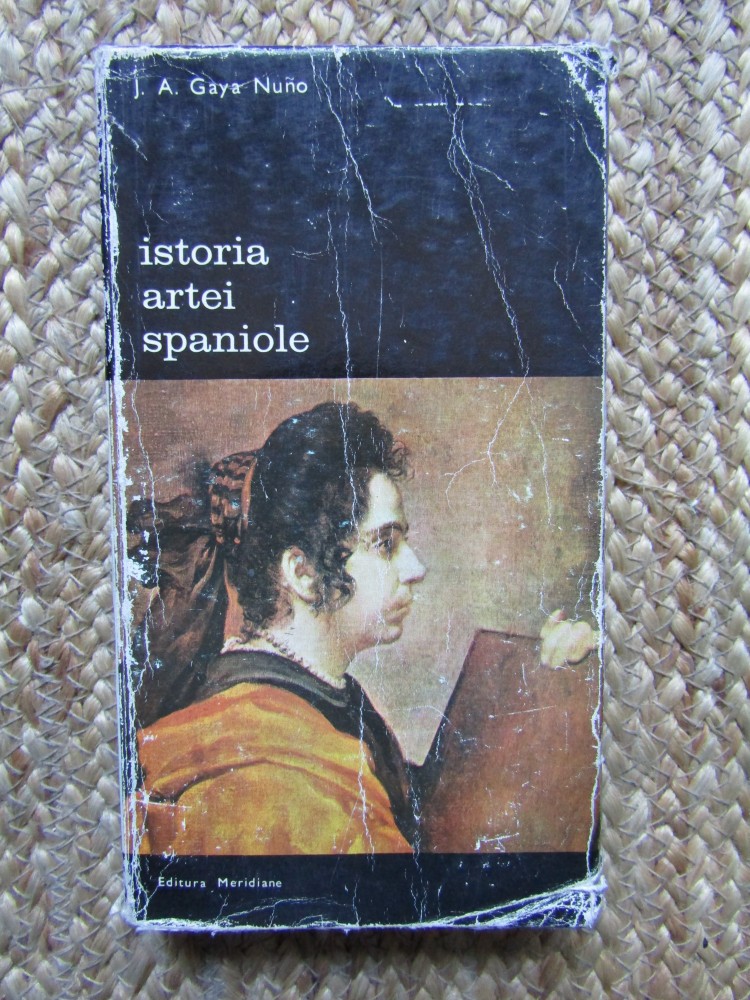 J. A. Gaya Nuño
istoria
artei
spaniole
Editura Meridiane